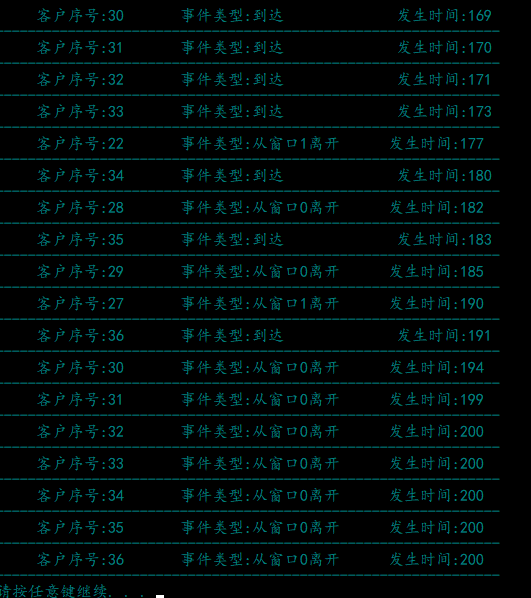 客户序号:30 事件类型:到达 发生时间:169
客户序号:31 事件类型:到达 发生时间:170
客户序号:32 事件类型:到达 发生时间:171
客户序号:33 事件类型:到达 发生时间:173
客户序号:22 事件类型:从窗口1离开 发生时间:177
客户序号:34 事件类型:到达 发生时间:180
客户序号:28 事件类型:从窗口0离开 发生时间:182
客户序号:35 事件类型:到达 发生时间:183
客户序号:29 事件类型:从窗口0离开 发生时间:185
客户序号:27 事件类型:从窗口1离开 发生时间:190
客户序号:36 事件类型:到达 发生时间:191
客户序号:30 事件类型:从窗口0离开 发生时间:194
客户序号:31 事件类型:从窗口0离开 发生时间:199
客户序号:32 事件类型:从窗口0离开 发生时间:200
客户序号:33 事件类型:从窗口0离开 发生时间:200
客户序号:34 事件类型:从窗口0离开 发生时间:200
客户序号:35 事件类型:从窗口0离开 发生时间:200
客户序号:36 事件类型:从窗口0离开 发生时间:200
请按任意键继续. . .